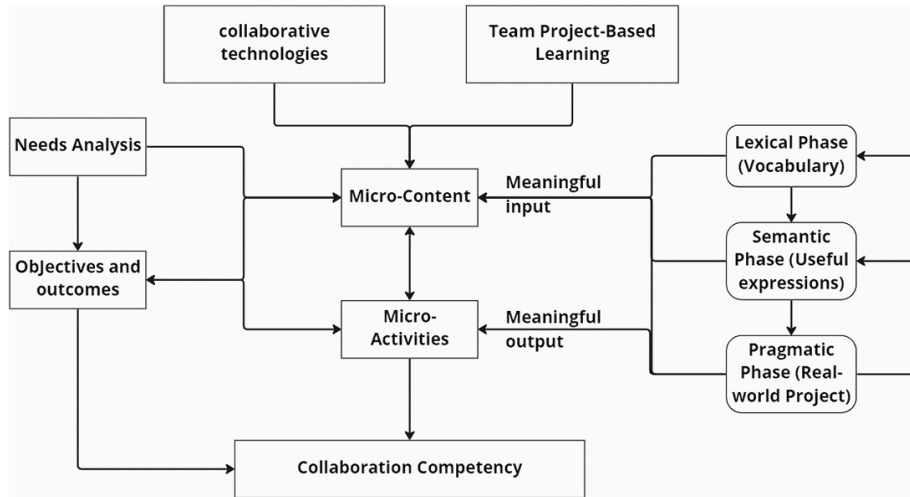 collaborative
technologies
Team Project-Based
Learning
Needs Analysis
Lexical Phase
(Vocabulary)
Micro-Content
Meaningful
input
ObJectives and
outcomes
Semantic
Phase (Useful
expressions)
Micro-
Activities
Meaningful
output
Pragmatic
Phase (Real-
world Project)
Collaboration Competency